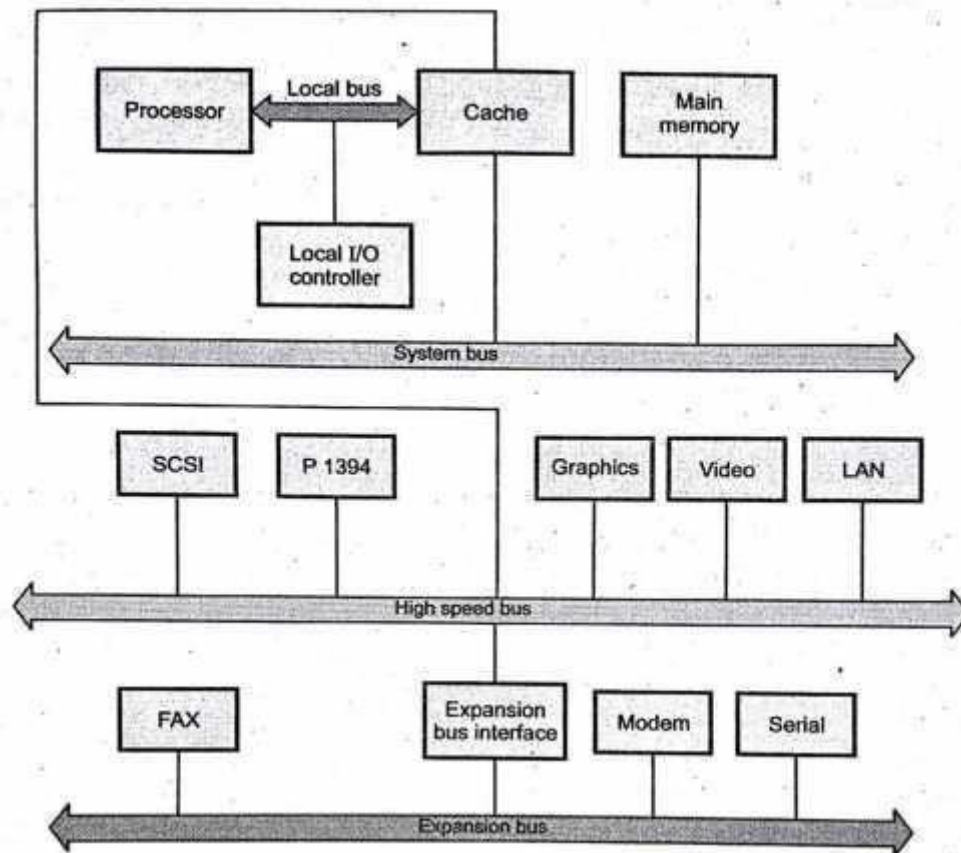 Local bus
Processor
Cache
Main
memory
Local I/O
controller
System bus
SCSI
P 1394
Graphics
Video
LAN
High speed bus
FAX
Expansion
bus interface
Modem
Serial
Expansion bus